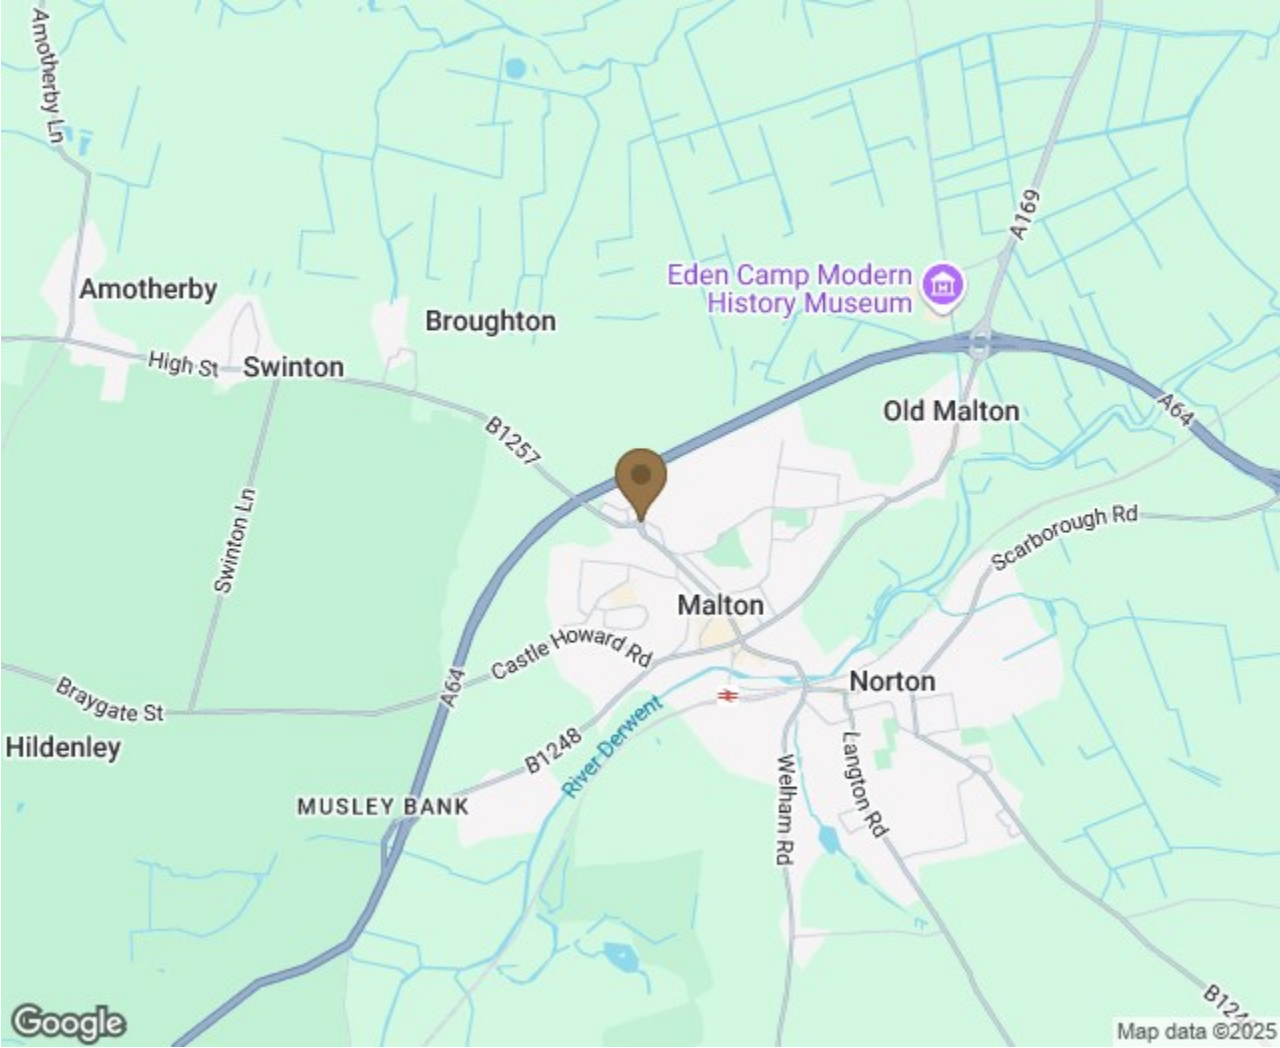 Amotherby Ln
A169
Eden Camp Modern
History Museum
Amotherby
Broughton
High St
Swinton
Old Malton
A64
B1257
Swinton Ln
Scarborough Rd
Malton
Castle Howard Rd
A64
Norton
Braygate St
Hildenley
B1248
River Derwent
Langton Rd
Welham Rd
MUSLEY BANK
Google
Map data ©2025